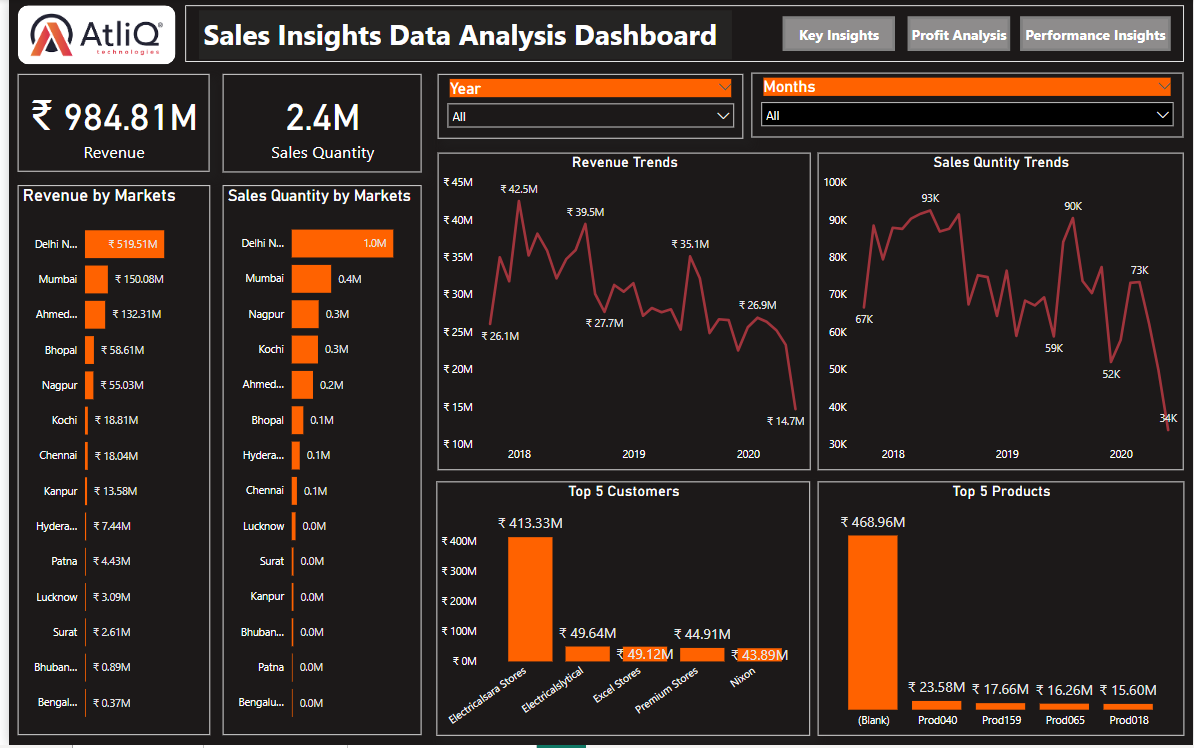 AtliQ
technologies
Sales Insights Data Analysis Dashboard
Key Insights
Profit Analysis
Performance Insights
₹ 984.81M
Revenue
2.4M
Sales Quantity
Year
All
Months
All
Revenue by Markets
Delhi N... ₹ 519.51M
Mumbai ₹ 150.08M
Ahmed... ₹ 132.31M
Bhopal ₹ 58.61M
Nagpur ₹ 55.03M
Kochi ₹ 18.81M
Chennai ₹ 18.04M
Kanpur ₹ 13.58M
Hydera... ₹ 7.44M
Patna ₹ 4.43M
Lucknow ₹ 3.09M
Surat ₹ 2.61M
Bhuban... ₹ 0.89M
Bengal... ₹ 0.37M
Sales Quantity by Markets
Delhi N... 1.0M
Mumbai 0.4M
Nagpur 0.3M
Kochi 0.3M
Ahmed... 0.2M
Bhopal 0.1M
Hydera... 0.1M
Chennai 0.1M
Lucknow 0.0M
Surat 0.0M
Kanpur 0.0M
Bhuban... 0.0M
Patna 0.0M
Bengalu... 0.0M
Revenue Trends
₹ 45M
₹ 40M
₹ 35M
₹ 30M
₹ 25M
₹ 20M
₹ 15M
₹ 10M
₹ 42.5M
₹ 39.5M
₹ 35.1M
₹ 26.9M
₹ 27.7M
₹ 26.1M
₹ 14.7M
2018 2019 2020
Sales Quntity Trends
100K
90K
80K
70K
60K
50K
40K
30K
93K
90K
73K
67K
59K
52K
34K
2018 2019 2020
Top 5 Customers
₹ 400M
₹ 300M
₹ 200M
₹ 100M
₹ 0M
₹ 413.33M
₹ 49.64M
₹ 49.12M
₹ 44.91M
₹ 43.89M
Electricalsara Stores
Electricalslytical
Excel Stores
Premium Stores
Nixon
Top 5 Products
₹ 468.96M
₹ 23.58M ₹ 17.66M ₹ 16.26M ₹ 15.60M
(Blank) Prod040 Prod159 Prod065 Prod018